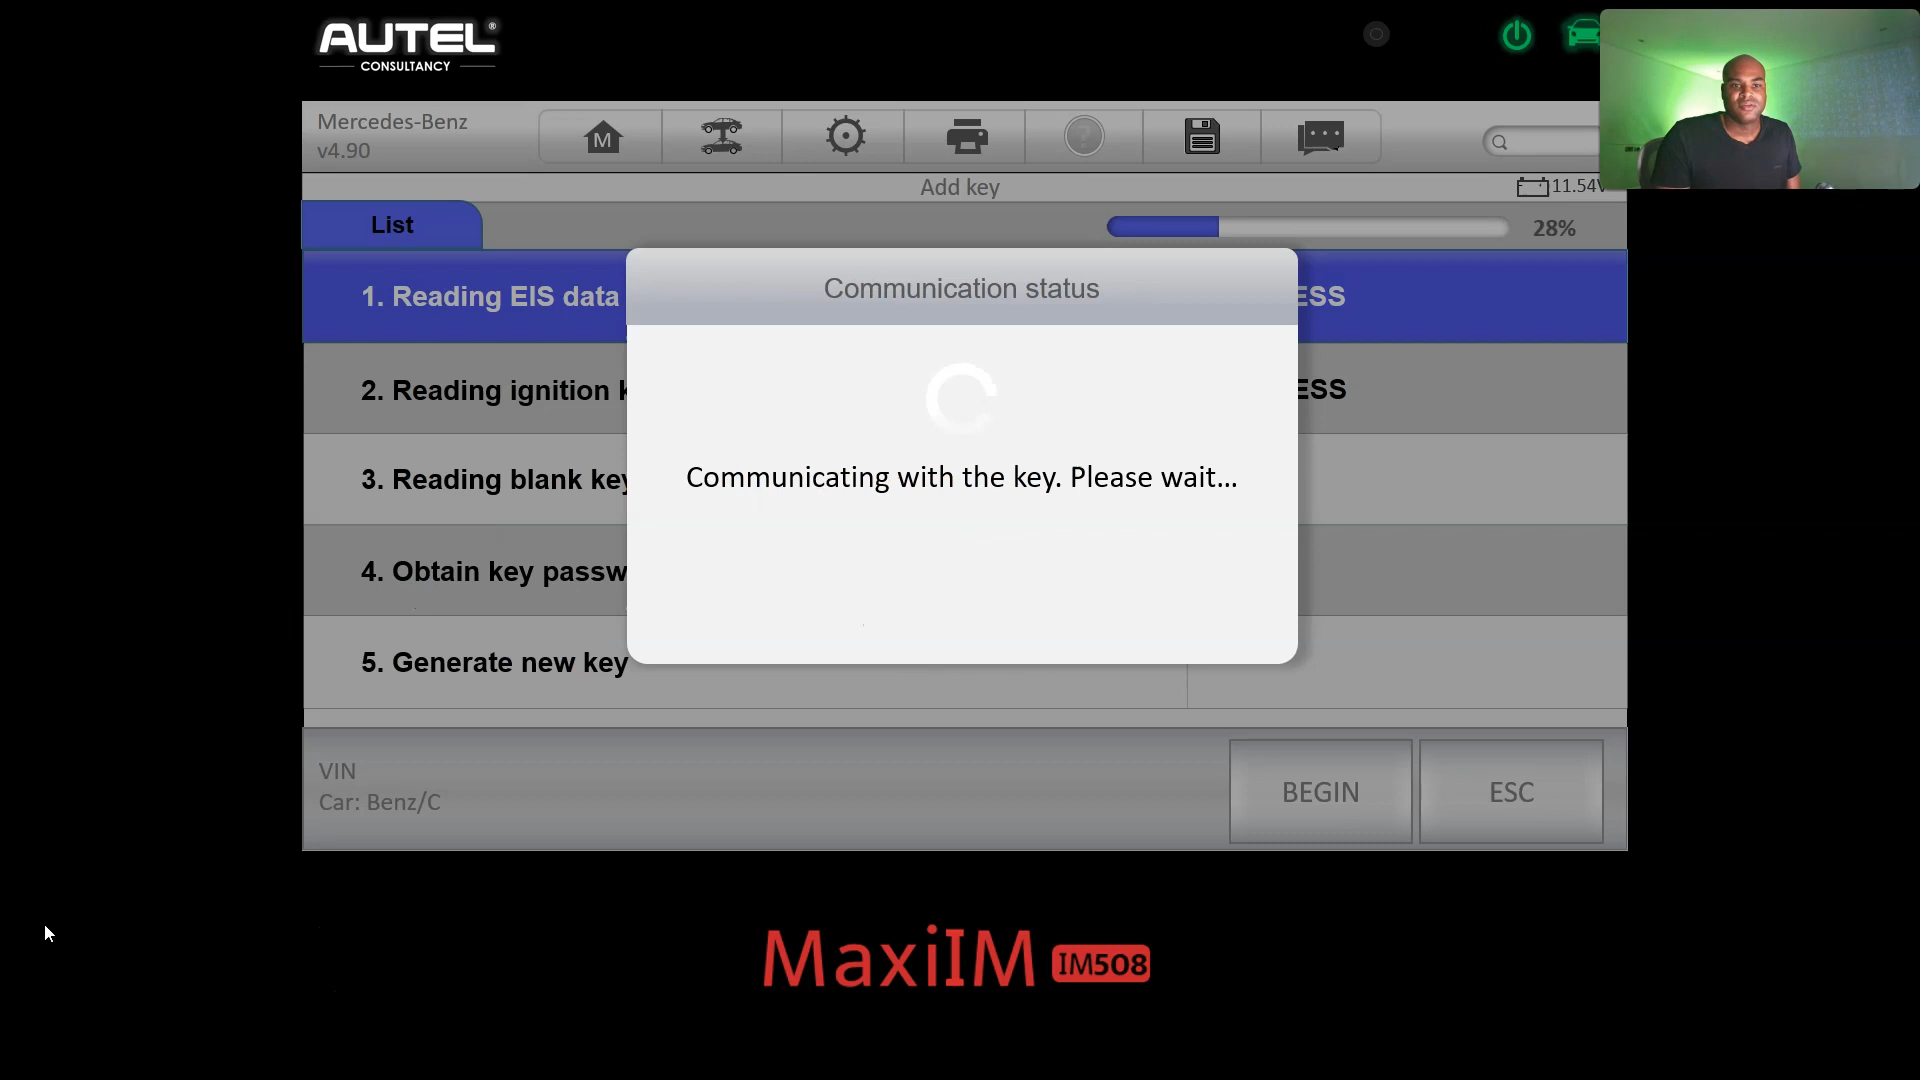 AUTEL®
CONSULTANCY
Mercedes-Benz
v4.90
M
?
Add key
11.54V
List
28%
1. Reading EIS data
ESS
2. Reading ignition k
ESS
3. Reading blank key
4. Obtain key passw
5. Generate new key
Communication status
Communicating with the key. Please wait...
VIN
Car: Benz/C
BEGIN
ESC
MaxiIM IM508